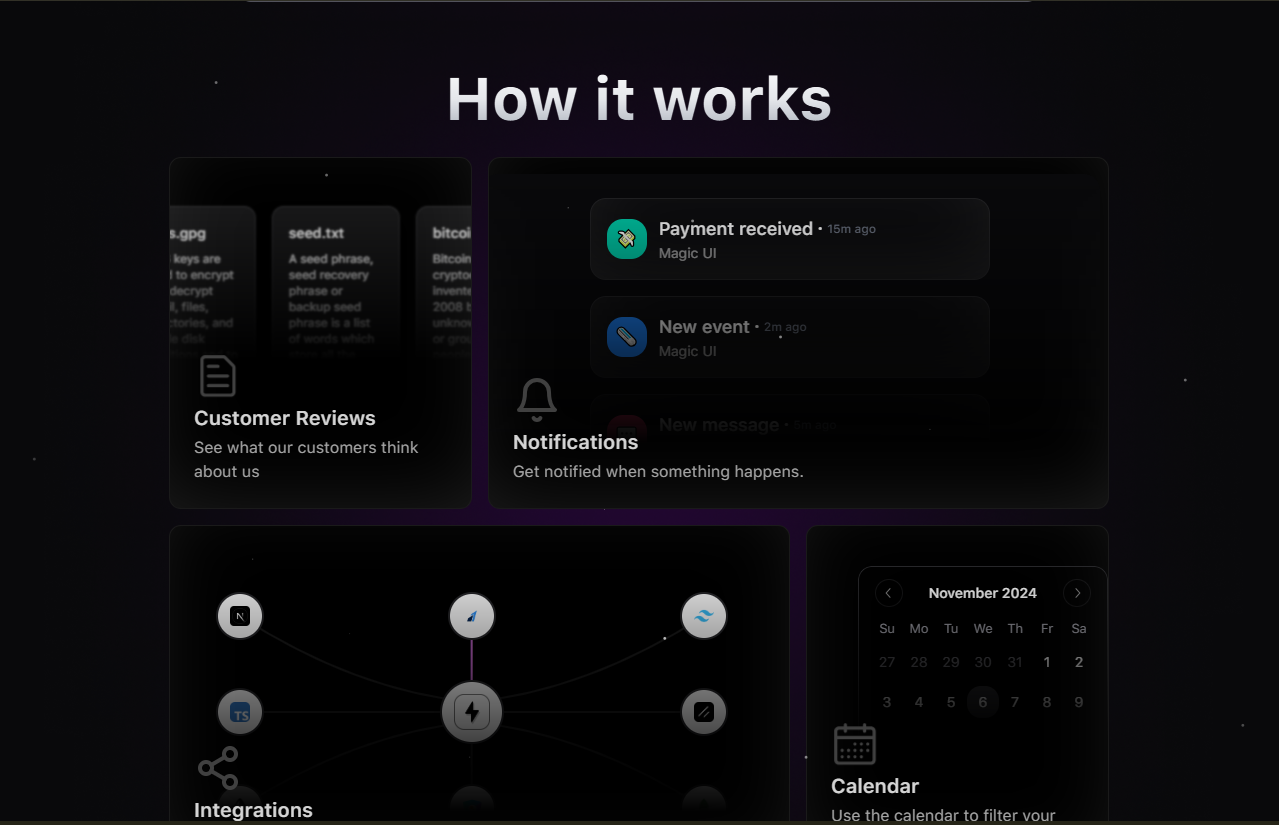 How it works
s.gpg
keys are
to encrypt
decrypt
files,
and
disk
seed.txt
A seed phrase,
seed recovery
phrase or
backup seed
phrase is a list
of words which
bitcoi
Bitcoin
crypto
invente
2008 b
unknow
or grou
Customer Reviews
See what our customers think
about us
Payment received • 15m ago
Magic UI
New event • 2m ago
Magic UI
New message • 5m ago
Notifications
Get notified when something happens.
N
TS
Integrations
November 2024
Su Mo Tu We Th Fr Sa
27 28 29 30 31 1 2
3 4 5 6 7 8 9
Calendar
Use the calendar to filter your